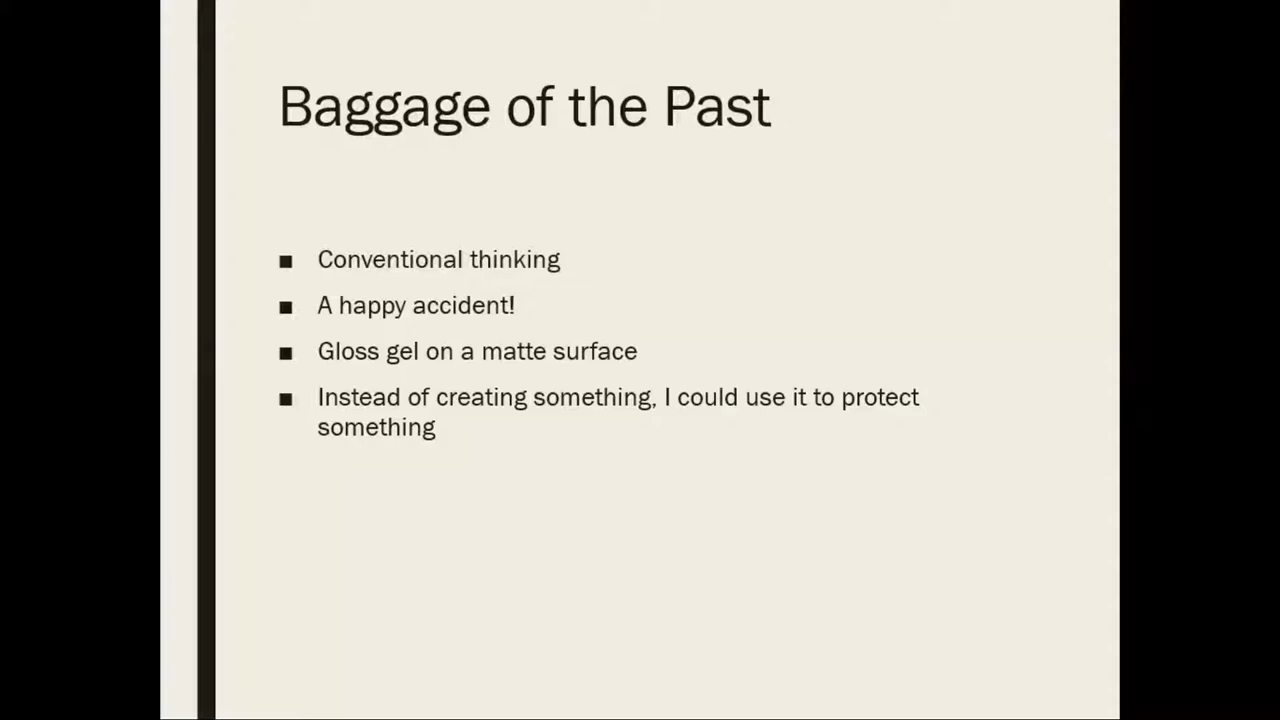 Baggage of the Past
■ Conventional thinking
■ A happy accident!
■ Gloss gel on a matte surface
■ Instead of creating something, I could use it to protect
something